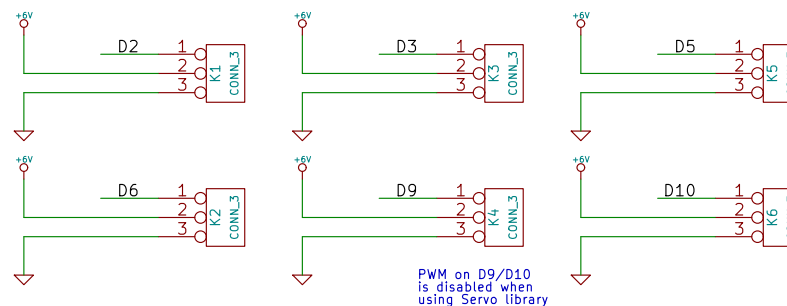 +6V
D2
1
2
3
K1
CONN_3
+6V
D3
1
2
3
K3
CONN_3
+6V
D5
1
2
3
K5
+6V
D6
1
2
3
K2
CONN_3
+6V
D9
1
2
3
K4
CONN_3
+6V
D10
1
2
3
K6
PWM on D9/D10
is disabled when
using Servo library